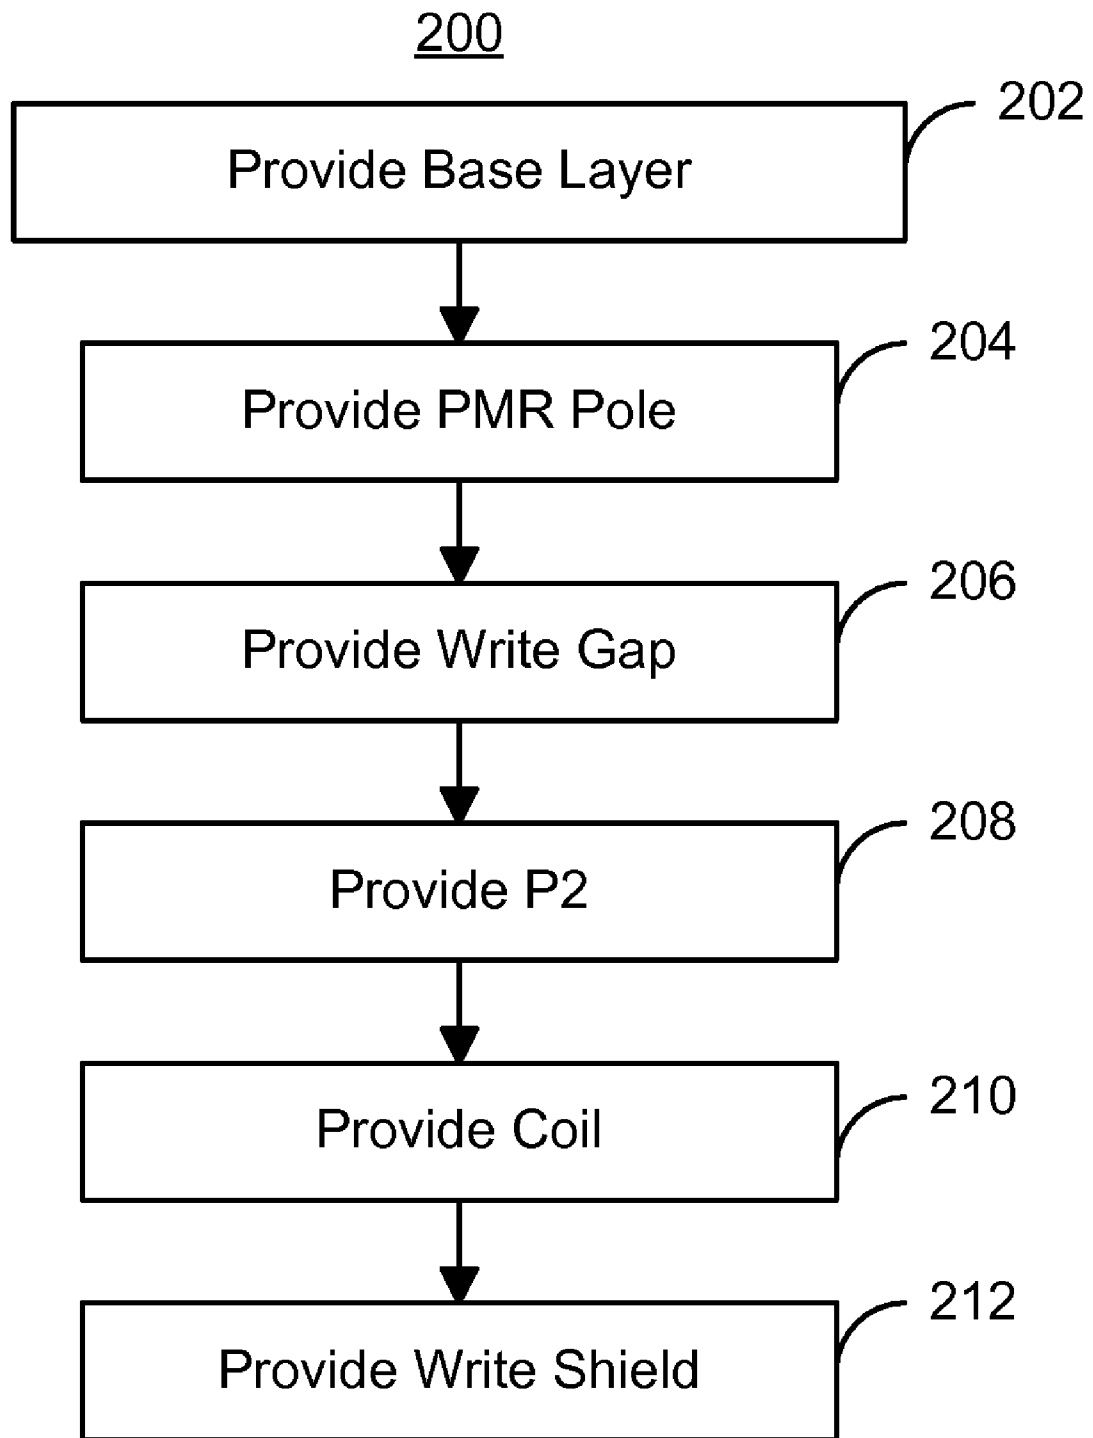 200
202
Provide Base Layer
204
Provide PMR Pole
206
Provide Write Gap
208
Provide P2
210
Provide Coil
212
Provide Write Shield